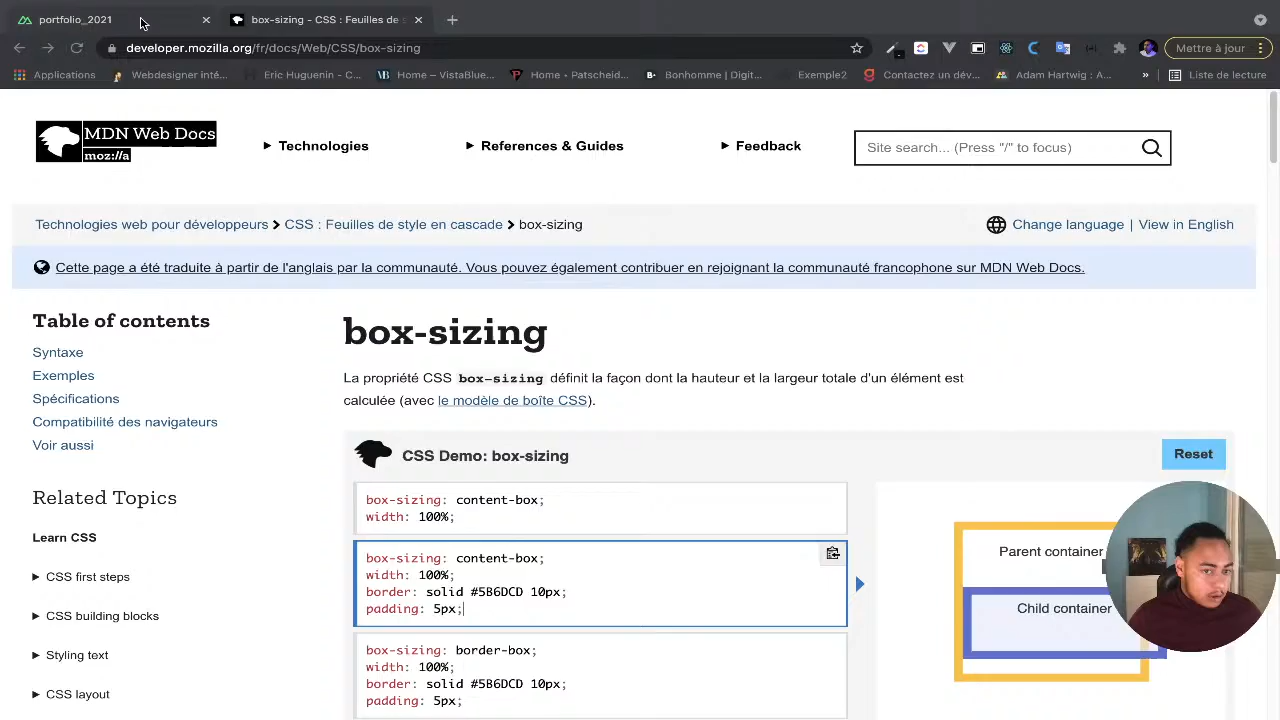 portfolio_2021
box-sizing - CSS : Feuilles de s
developer.mozilla.org/fr/docs/Web/CSS/box-sizing
Mettre à jour
Applications
Webdesigner inté...
Eric Huguenin - C...
Home – VistaBlue...
Home • Patscheid...
Bonhomme | Digit...
Exemple2
Contactez un dév...
Adam Hartwig : A...
»
Liste de lecture
MDN Web Docs
moz://a
Technologies
References & Guides
Feedback
Site search... (Press "/" to focus)
Technologies web pour développeurs
CSS : Feuilles de style en cascade
box-sizing
Change language | View in English
Cette page a été traduite à partir de l'anglais par la communauté. Vous pouvez également contribuer en rejoignant la communauté francophone sur MDN Web Docs.
Table of contents
Syntaxe
Exemples
Spécifications
Compatibilité des navigateurs
Voir aussi
Related Topics
Learn CSS
CSS first steps
CSS building blocks
Styling text
CSS layout
box-sizing
La propriété CSS box-sizing définit la façon dont la hauteur et la largeur totale d'un élément est
calculée (avec le modèle de boîte CSS).
CSS Demo: box-sizing
Reset
box-sizing: content-box;
width: 100%;
box-sizing: content-box;
width: 100%;
border: solid #5B6DCD 10px;
padding: 5px;
box-sizing: border-box;
width: 100%;
border: solid #5B6DCD 10px;
padding: 5px;
Parent container
Child container